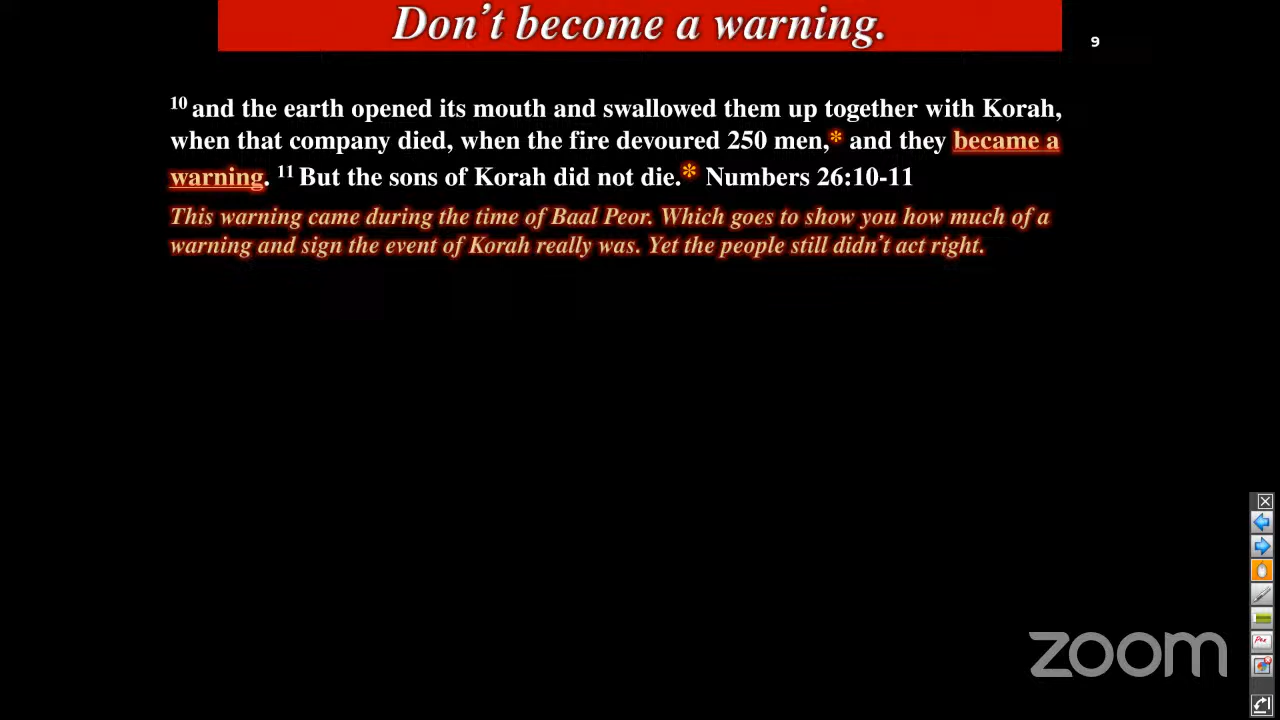 Don't become a warning.
9
10 and the earth opened its mouth and swallowed them up together with Korah,
when that company died, when the fire devoured 250 men,* and they became a
warning. 11 But the sons of Korah did not die.* Numbers 26:10-11
This warning came during the time of Baal Peor. Which goes to show you how much of a
warning and sign the event of Korah really was. Yet the people still didn't act right.
Pen
zoom